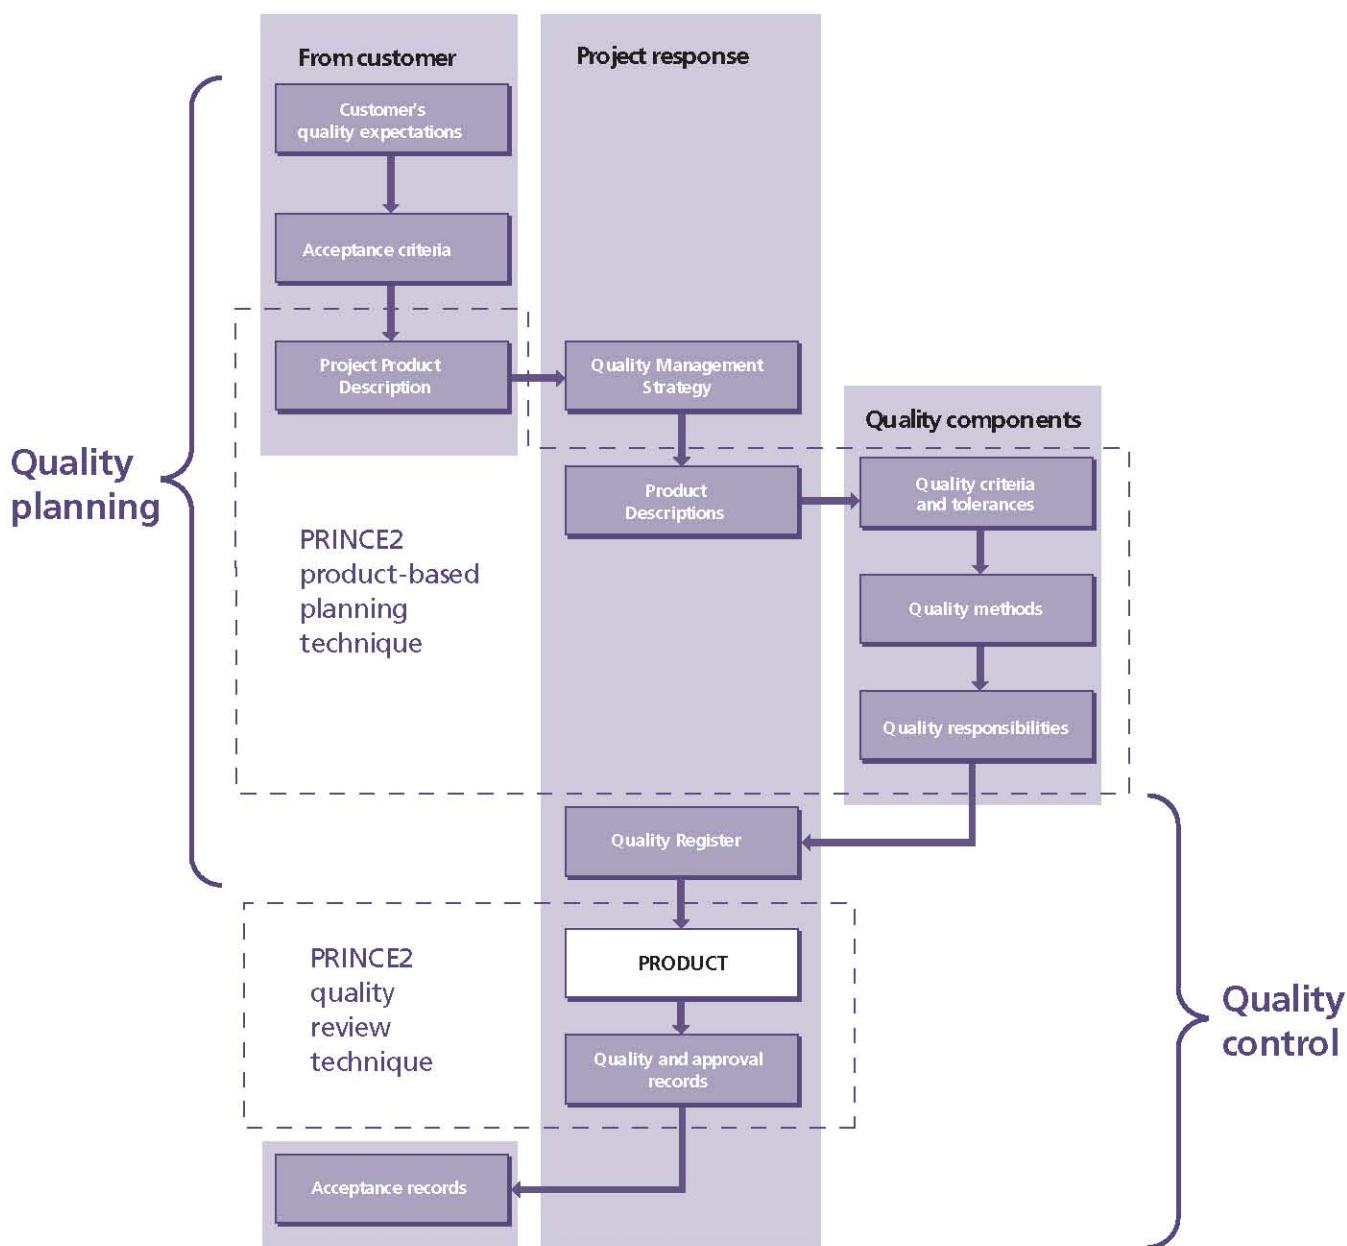 From customer
Project response
Customer's
quality expectations
Acceptance criteria
Project Product
Description
Quality Management
Strategy
Quality components
Quality
planning
Product
Descriptions
Quality criteria
and tolerances
PRINCE2
product-based
planning
technique
Quality methods
Quality responsibilities
Quality Register
PRINCE2
quality
review
technique
PRODUCT
Quality and approval
records
Quality
control
Acceptance records